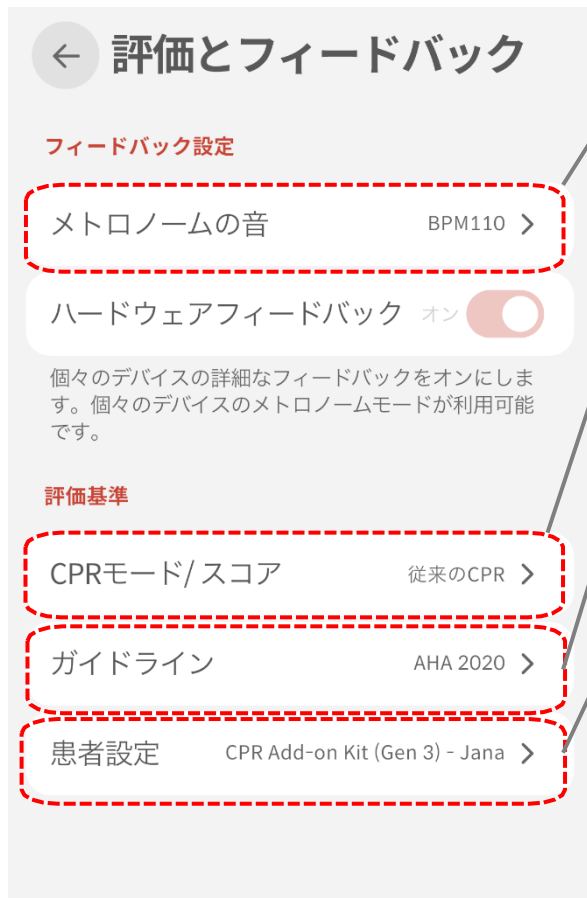 評価とフィードバック
フィードバック設定
メトロノームの音 BPM110
ハードウェアフィードバック オン
個々のデバイスの詳細なフィードバックをオンにしま
す。個々のデバイスのメトロノームモードが利用可能
です。
評価基準
CPRモード/ スコア 従来のCPR
ガイドライン AHA 2020
患者設定 CPR Add-on Kit (Gen 3) - Jana